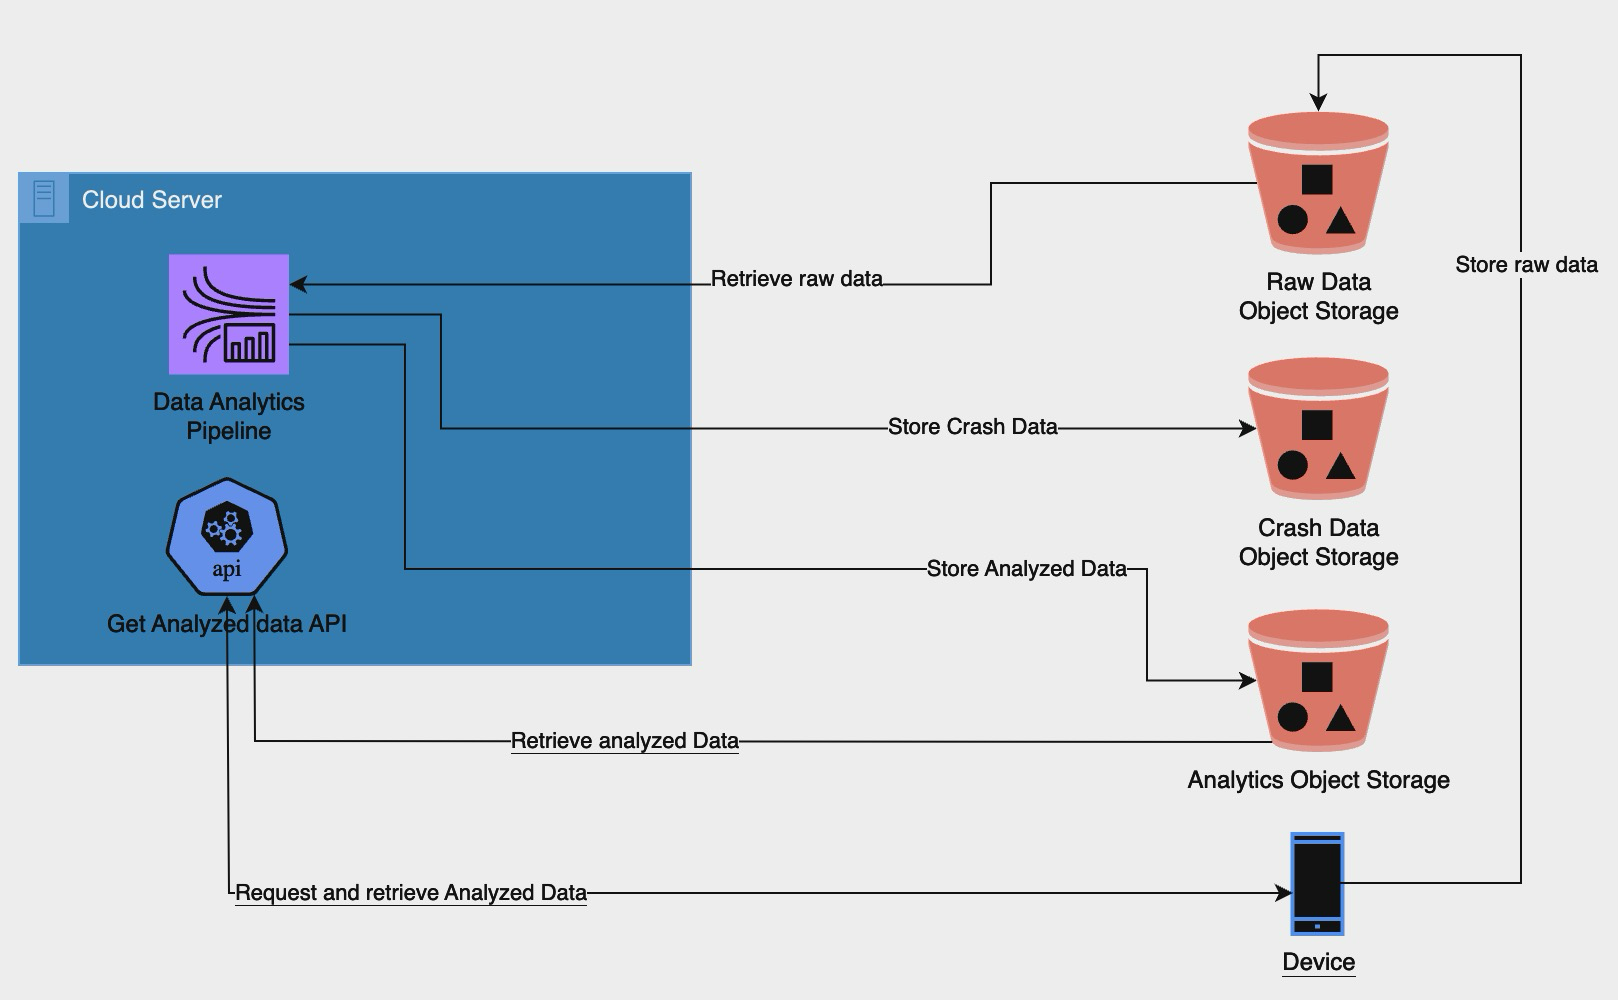 Cloud Server
Store raw data
Retrieve raw data
Raw Data
Object Storage
Data Analytics
Pipeline
Store Crash Data
Crash Data
Object Storage
api
Get Analyzed data API
Store Analyzed Data
Retrieve analyzed Data
Analytics Object Storage
Request and retrieve Analyzed Data
Device